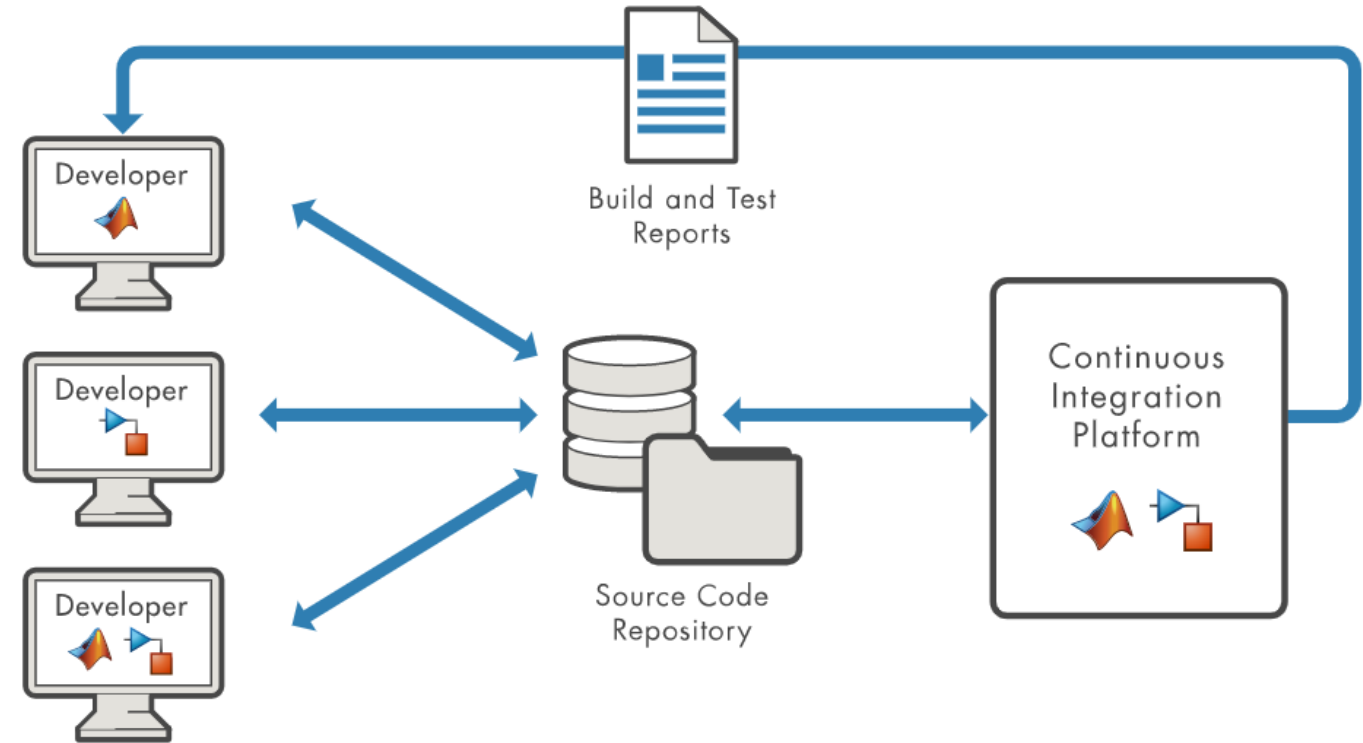 Developer
Build and Test
Reports
Developer
Continuous
Integration
Platform
Developer
Source Code
Repository